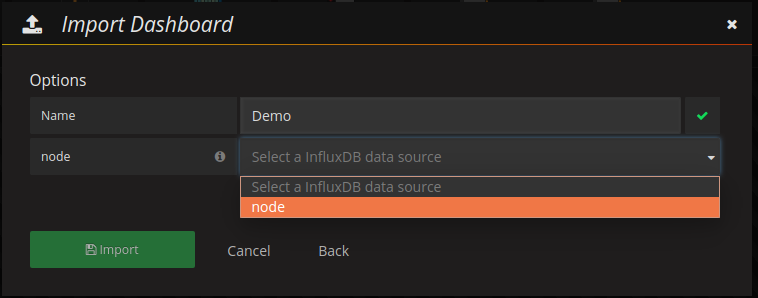 Import Dashboard
Options
Name
Demo
node
Select a InfluxDB data source
Select a InfluxDB data source
node
Import
Cancel
Back